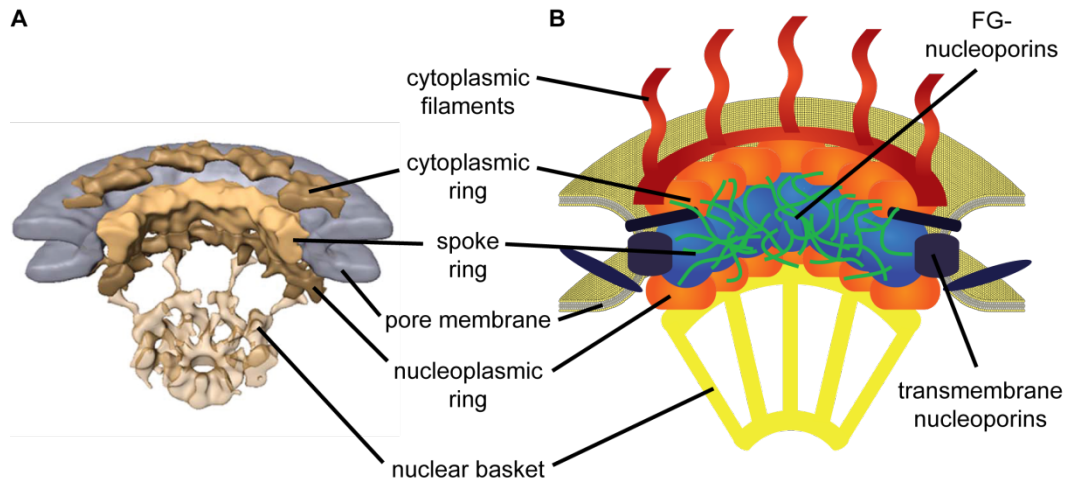 A
B
FG-
nucleoporins
cytoplasmic
filaments
cytoplasmic
ring
spoke
ring
pore membrane
nucleoplasmic
ring
transmembrane
nucleoporins
nuclear basket